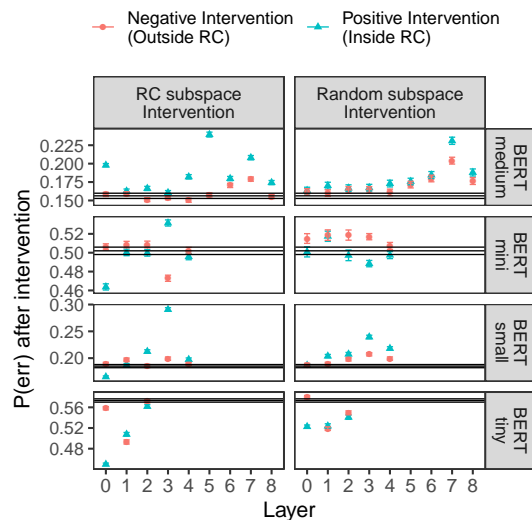 Negative Intervention
(Outside RC)
Positive Intervention
(Inside RC)
RC subspace
Intervention
Random subspace
Intervention
P(err) after intervention
0.225
0.200
0.175
0.150
BERT
medium
0.52
0.50
0.48
0.46
BERT
mini
0.30
0.20
BERT
small
0.56
0.48
BERT
tiny
0 1 2 3 4 5 6 7 8
0 1 2 3 4 5 6 7 8
Layer